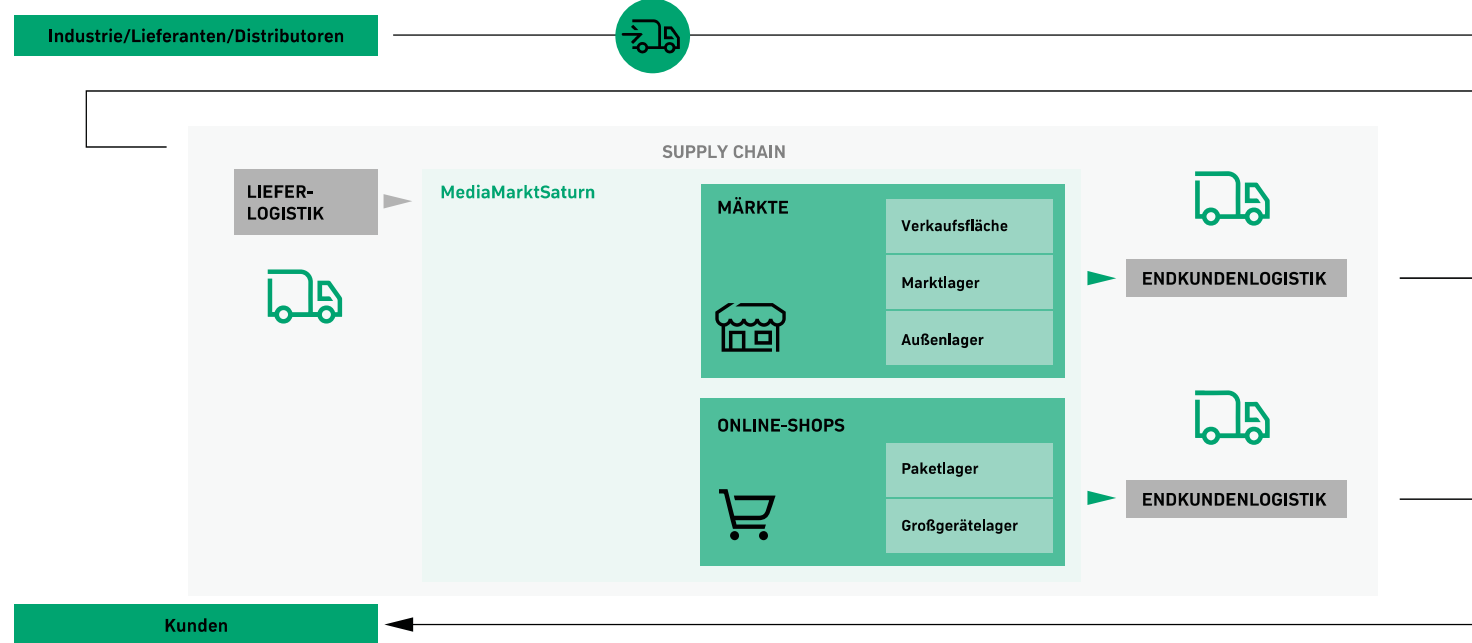 Industrie/Lieferanten/Distributoren
SUPPLY CHAIN
LIEFER-
LOGISTIK
MediaMarktSaturn
MÄRKTE
Verkaufsfläche
Marktlager
Außenlager
ENDKUNDENLOGISTIK
ONLINE-SHOPS
Paketlager
Großgerätelager
ENDKUNDENLOGISTIK
Kunden